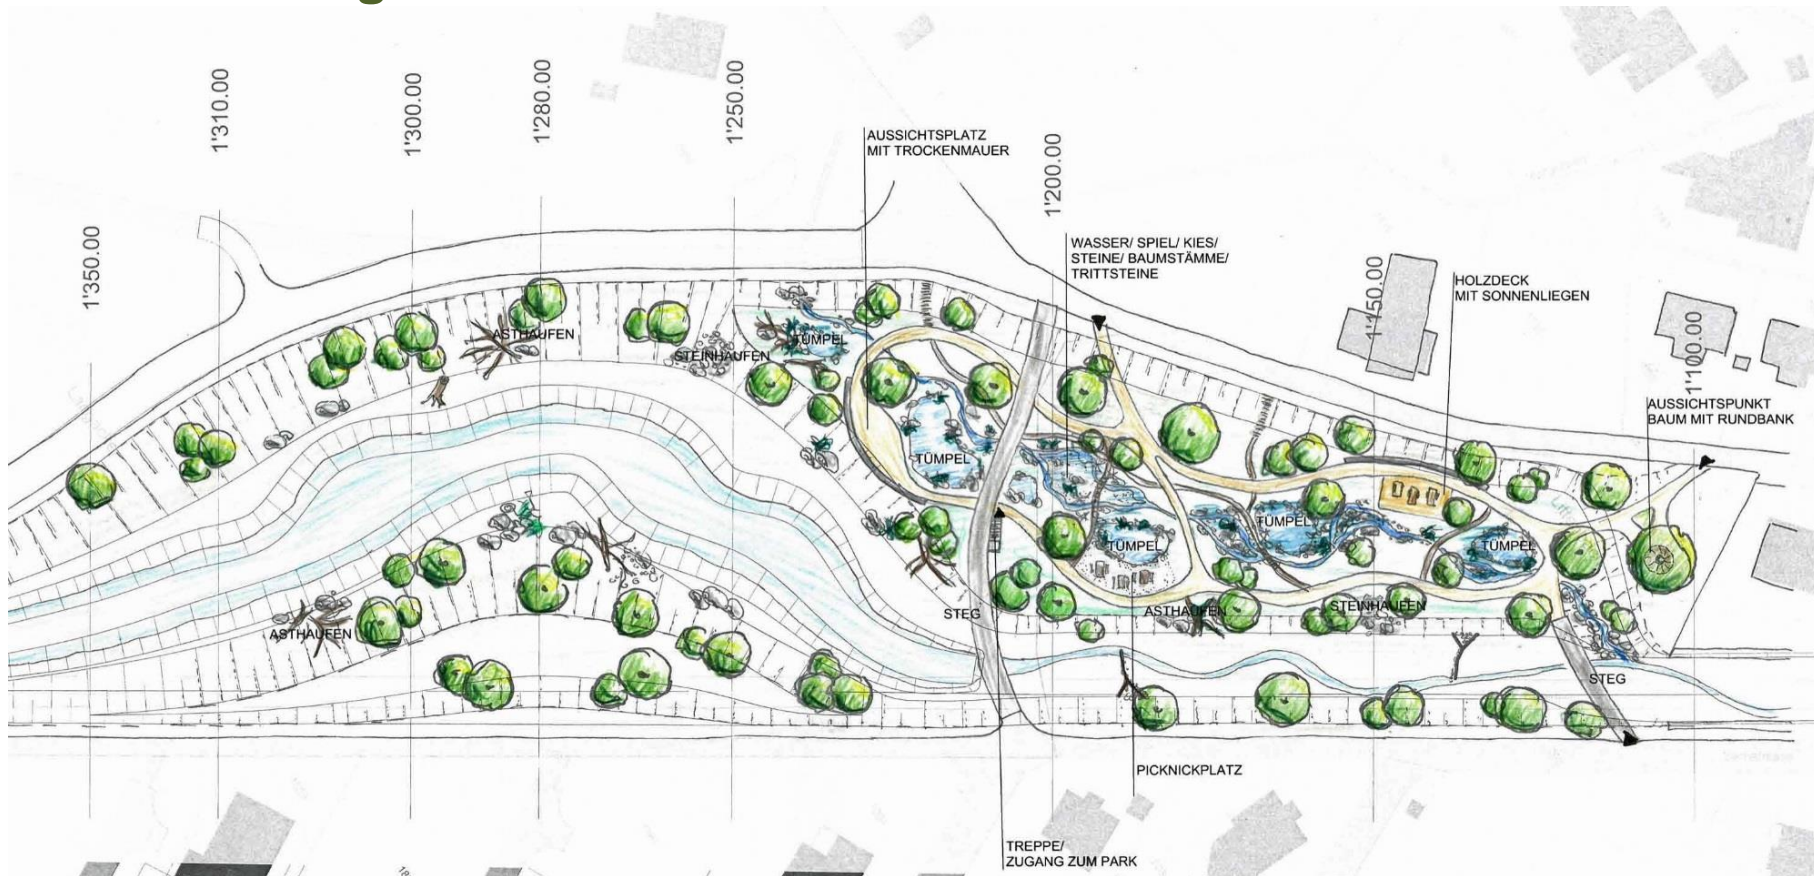 1'310.00
1'300.00
1'280.00
1'250.00
1'350.00
AUSSICHTSPLATZ
MIT TROCKENMAUER
1'200.00
WASSER/ SPIEL/ KIES/
STEINE/ BAUMSTÄMME/
TRITTSTEINE
1'150.00
HOLZDECK
MIT SONNENLIEGEN
1'100.00
AUSSICHTSPUNKT
BAUM MIT RUNDBANK
ASTHAUFEN
STEINHAUFEN
TÜMPEL
TÜMPEL
TÜMPEL
TÜMPEL
TÜMPEL
ASTHAUFEN
STEG
ASTHAUFEN
STEINHAUFEN
STEG
PICKNICKPLATZ
TREPPE/
ZUGANG ZUM PARK